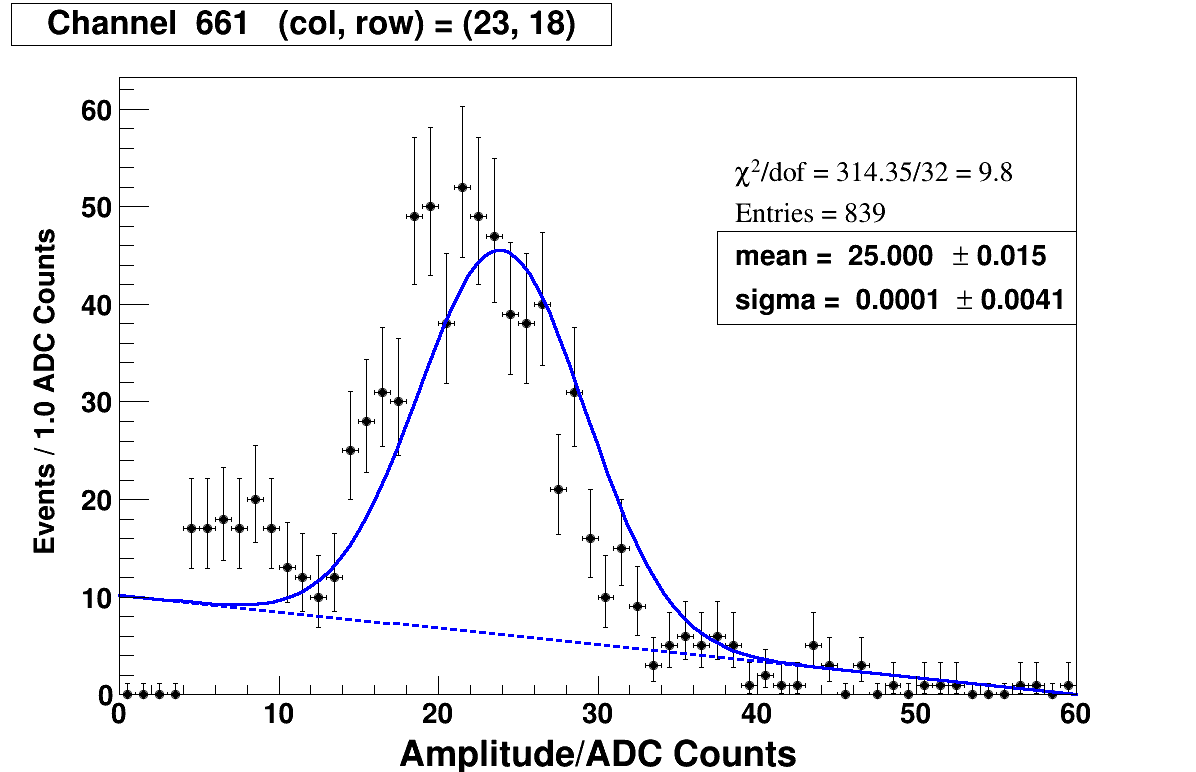 Channel 661 (col, row) = (23, 18)
χ²/dof = 314.35/32 = 9.8
Entries = 839
mean = 25.000 ± 0.015
sigma = 0.0001 ± 0.0041
Events / 1.0 ADC Counts
60
50
40
30
20
10
0
0 10 20 30 40 50 60
Amplitude/ADC Counts